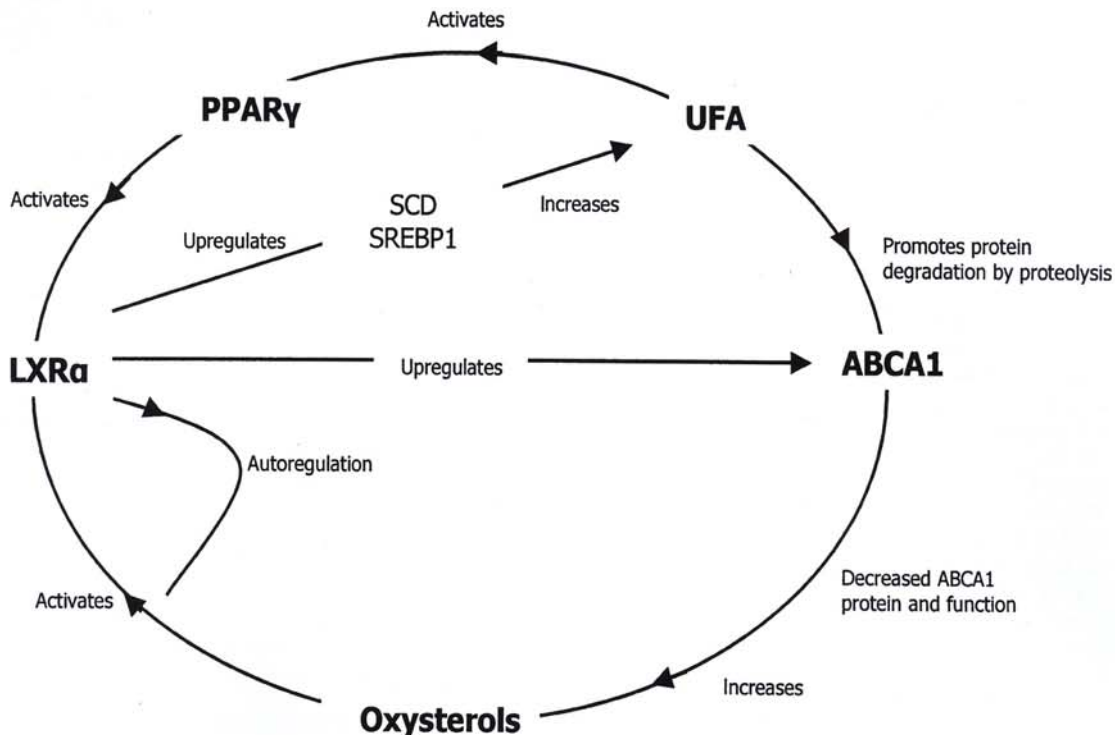 Activates
PPARγ
UFA
Activates
SCD
SREBP1
Increases
Upregulates
Promotes protein
degradation by proteolysis
LXRα
Upregulates
ABCA1
Autoregulation
Activates
Decreased ABCA1
protein and function
Increases
Oxysterols